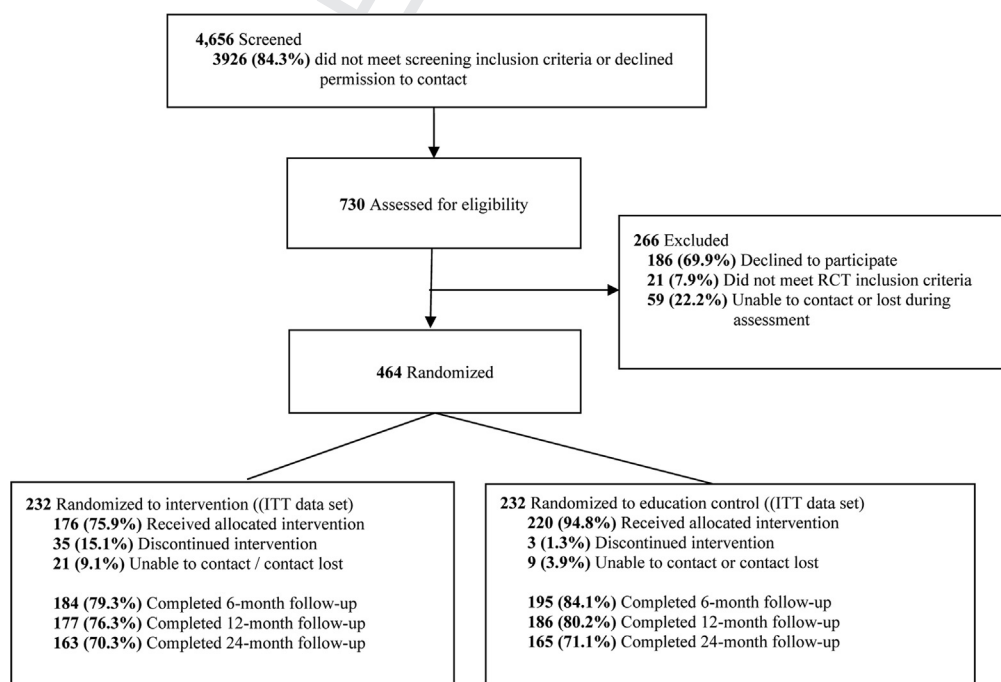 4,656 Screened
3926 (84.3%) did not meet screening inclusion criteria or declined
permission to contact
730 Assessed for eligibility
266 Excluded
186 (69.9%) Declined to participate
21 (7.9%) Did not meet RCT inclusion criteria
59 (22.2%) Unable to contact or lost during
assessment
464 Randomized
232 Randomized to intervention ((ITT data set)
176 (75.9%) Received allocated intervention
35 (15.1%) Discontinued intervention
21 (9.1%) Unable to contact / contact lost
184 (79.3%) Completed 6-month follow-up
177 (76.3%) Completed 12-month follow-up
163 (70.3%) Completed 24-month follow-up
232 Randomized to education control ((ITT data set)
220 (94.8%) Received allocated intervention
3 (1.3%) Discontinued intervention
9 (3.9%) Unable to contact or contact lost
195 (84.1%) Completed 6-month follow-up
186 (80.2%) Completed 12-month follow-up
165 (71.1%) Completed 24-month follow-up